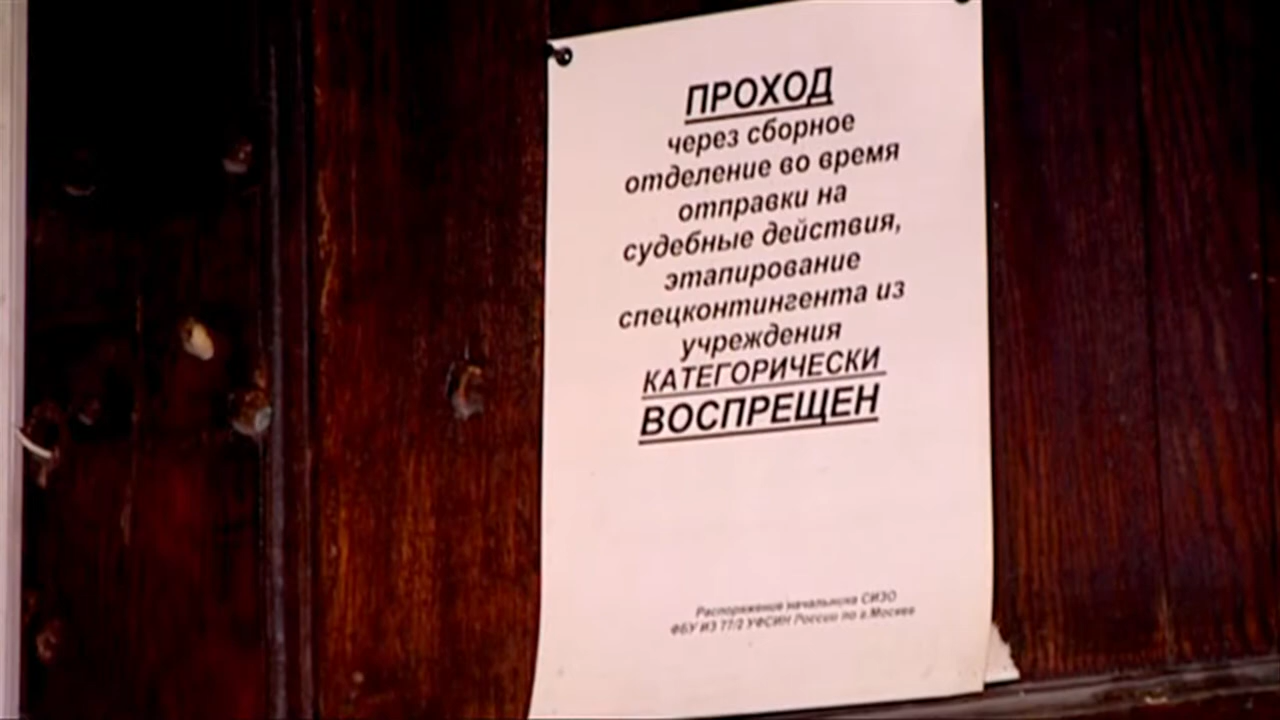 ПРОХОД
через сборное
отделение во время
отправки на
судебные действия,
этапирование
спецконтингента из
учреждения
КАТЕГОРИЧЕСКИ
ВОСПРЕЩЕН
Распоряжение начальника СИЗО
ФБУ ИЗ 77/2 УФСИН России по г.Москве